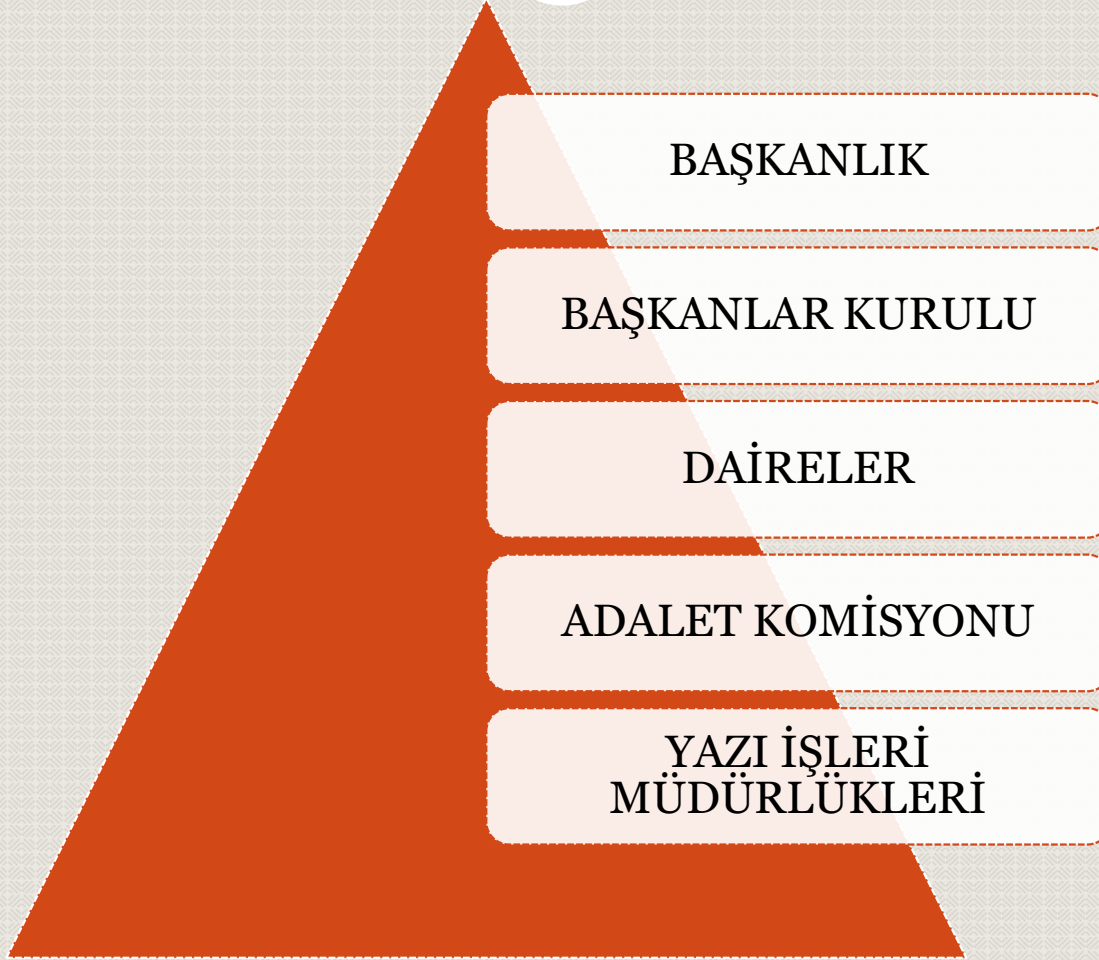 BAŞKANLIK
BAŞKANLAR KURULU
DAİRELER
ADALET KOMİSYONU
YAZI İŞLERİ
MÜDÜRLÜKLERİ